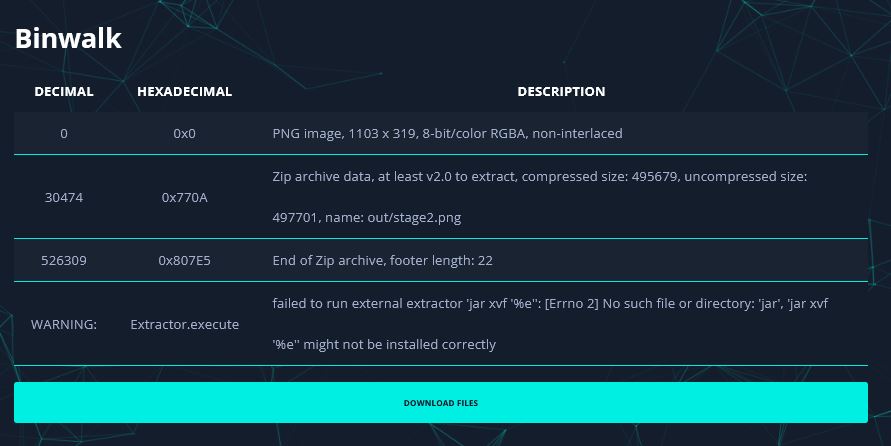 Binwalk
DECIMAL HEXADECIMAL DESCRIPTION
0 0x0 PNG image, 1103 x 319, 8-bit/color RGBA, non-interlaced
Zip archive data, at least v2.0 to extract, compressed size: 495679, uncompressed size:
30474 0x770A
497701, name: out/stage2.png
526309 0x807E5 End of Zip archive, footer length: 22
failed to run external extractor 'jar xvf '%e'': [Errno 2] No such file or directory: 'jar', 'jar xvf
WARNING: Extractor.execute
'%e'' might not be installed correctly
DOWNLOAD FILES